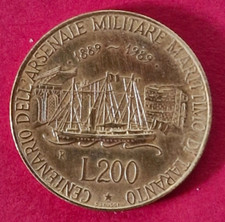 CENTENARIO DELL'ARSENALE MILITARE MARITTIMO DI TARANTO
1889 - 1989
L.200
R